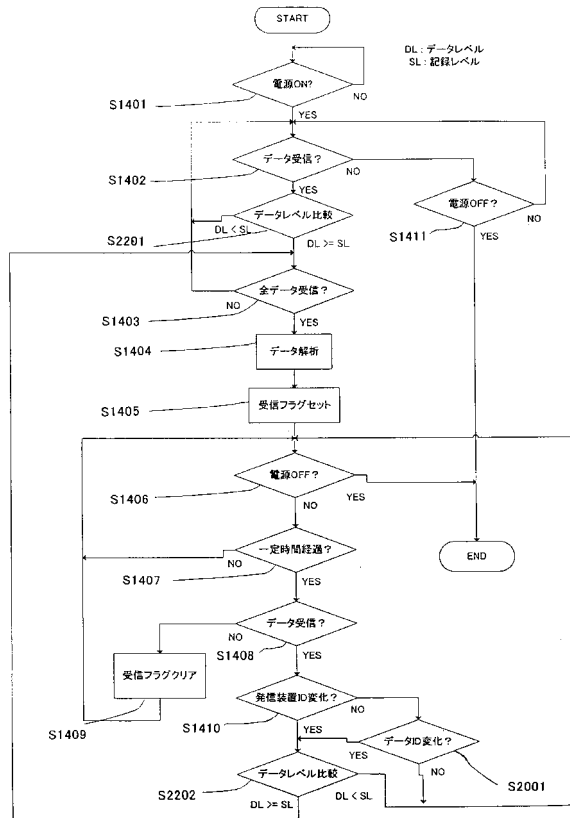 START
DL：データレベル
SL：記録レベル
電源ON？
NO
S1401
YES
データ受信？
NO
S1402
YES
データレベル比較
電源OFF？
NO
DL < SL
S2201
S1411
YES
DL >= SL
全データ受信？
NO
S1403
YES
S1404
データ解析
S1405
受信フラグセット
電源OFF？
YES
S1406
NO
END
一定時間経過？
NO
S1407
YES
データ受信？
NO
S1408
YES
受信フラグクリア
発信装置ID変化？
NO
S1409
S1410
YES
データID変化？
YES
NO
データレベル比較
S2001
S2202
DL >= SL
DL < SL